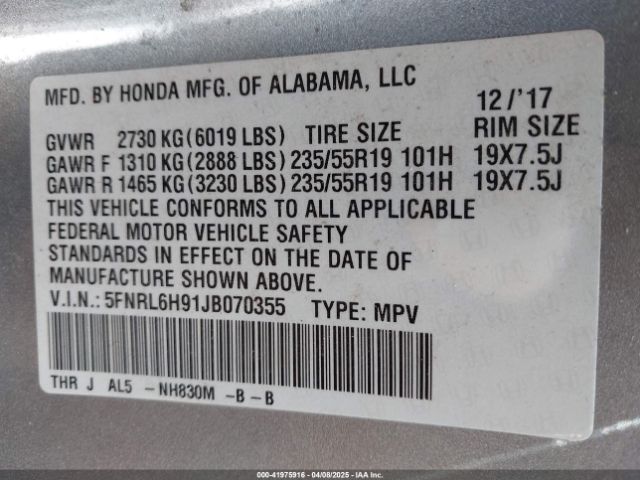 MFD. BY HONDA MFG. OF ALABAMA, LLC
12/'17
GVWR 2730 KG(6019 LBS) TIRE SIZE RIM SIZE
GAWR F 1310 KG(2888 LBS)235/55R19 101H 19X7.5J
GAWR R 1465 KG(3230 LBS)235/55R19 101H 19X7.5J
THIS VEHICLE CONFORMS TO ALL APPLICABLE
FEDERAL MOTOR VEHICLE SAFETY
STANDARDS IN EFFECT ON THE DATE OF
MANUFACTURE SHOWN ABOVE.
V.I.N.: 5FNRL6H91JB070355 TYPE: MPV
THR J AL5 -NH830M -B-B
000-41975916 - 04/08/2025 - IAA Inc.